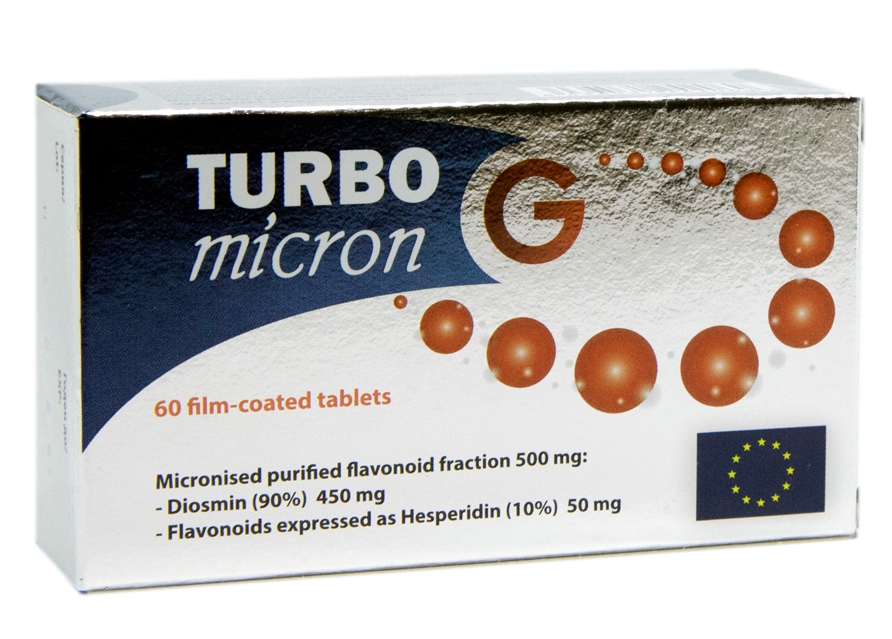 TURBO
micron
G
60 film-coated tablets
Micronised purified flavonoid fraction 500 mg:
- Diosmin (90%) 450 mg
- Flavonoids expressed as Hesperidin (10%) 50 mg